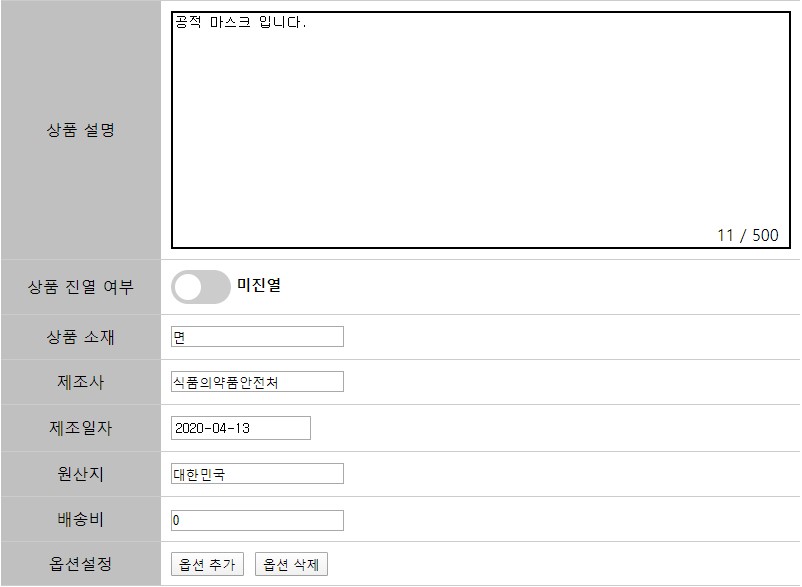 공적 마스크 입니다.
상품 설명
11 / 500
상품 진열 여부 미진열
상품 소재 면
제조사 식품의약품안전처
제조일자 2020-04-13
원산지 대한민국
배송비 0
옵션설정 옵션 추가 옵션 삭제